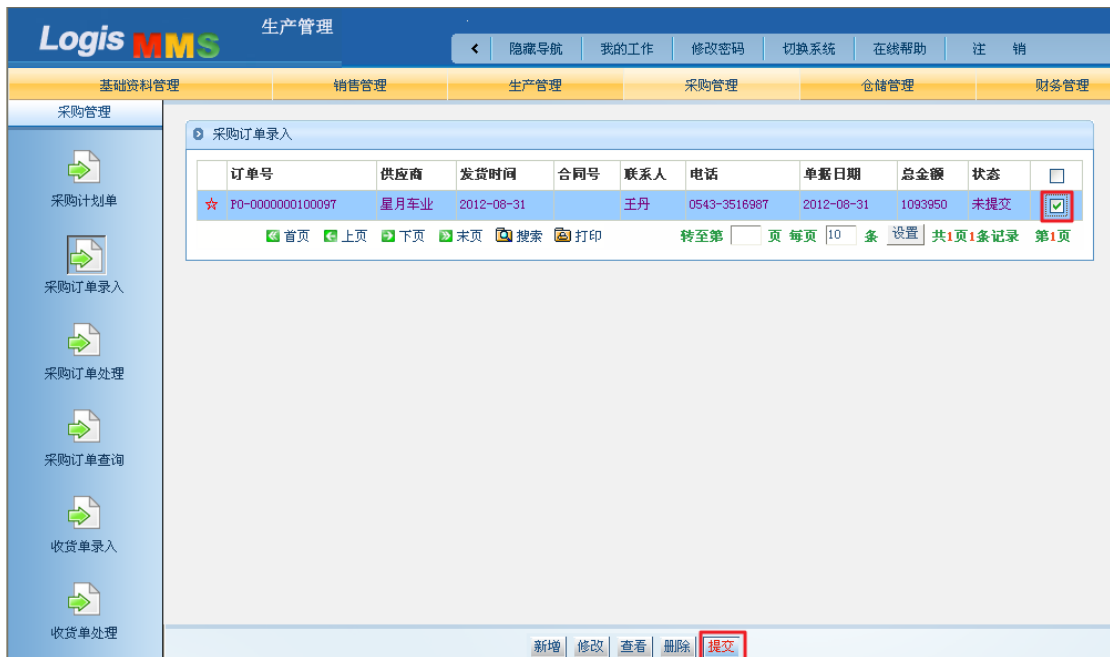 Logis MMS 生产管理
隐藏导航 我的工作 修改密码 切换系统 在线帮助 注 销
基础资料管理 销售管理 生产管理 采购管理 仓储管理 财务管理
采购管理
采购计划单
采购订单录入
采购订单处理
采购订单查询
收货单录入
收货单处理
采购订单录入
订单号 供应商 发货时间 合同号 联系人 电话 单据日期 总金额 状态
PO-0000000100097 星月车业 2012-08-31 王丹 0543-3516987 2012-08-31 1093950 未提交
首页 上页 下页 末页 搜索 打印 转至第 页 每页 10 条 设置 共1页1条记录 第1页
新增 修改 查看 删除 提交